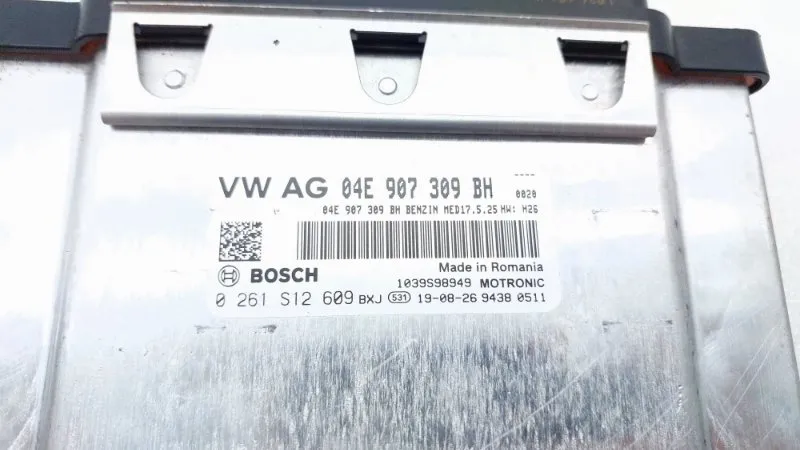 VW AG 04E 907 309 BH 0020
04E 907 309 BH BENZIN MED17.5.25 HW: H26
BOSCH
Made in Romania
1039S98949 MOTRONIC
0 261 S12 609 BXJ 531 19-08-26 9438 0511